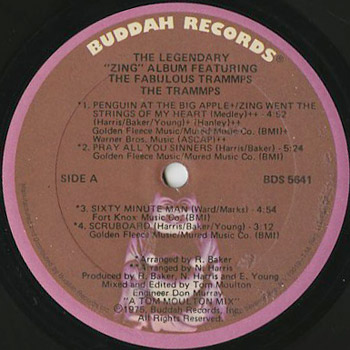 BUDDAH RECORDS®
THE LEGENDARY
"ZING" ALBUM FEATURING
THE FABULOUS TRAMMPS
THE TRAMMPS
*1. PENGUIN AT THE BIG APPLE+/ZING WENT THE
STRINGS OF MY HEART (Medley)++ - 4:52
(Harris/Baker/Young)+ (Hanley)++
Golden Fleece Music/Mured Music Co. (BMI)+
Warner Bros. Music (ASCAP)++
*2. PRAY ALL YOU SINNERS (Harris/Baker) - 5:24
Golden Fleece Music/Mured Music Co. (BMI)
SIDE A
BDS 5641
*3. SIXTY MINUTE MAN (Ward/Marks) - 4:54
Fort Knox Music Co. (BMI)
*4. SCRUBOARD (Harris/Baker/Young) - 3:12
Golden Fleece Music/Mured Music Co. (BMI)
*Arranged by R. Baker
Arranged by N. Harris
Produced by R. Baker, N. Harris and E. Young
Mixed and Edited by Tom Moulton
Engineer Don Murray
"A TOM MOULTON MIX"
©1975, Buddah Records, Inc.
All Rights Reserved.